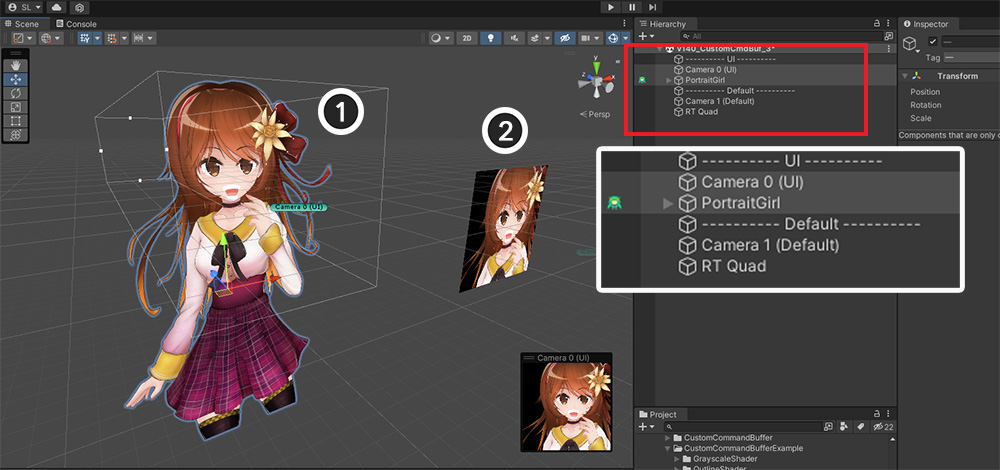 SL
Scene
Console
2D
Hierarchy
All
V140_CustomCmdBuf_3*
---------- UI ----------
Camera 0 (UI)
PortraitGirl
---------- Default ----------
Camera 1 (Default)
RT Quad
Inspector
Tag
Transform
Position
Rotation
Scale
Components that are only
y
x
z
Persp
1
2
Camera 0 (UI)
---------- UI ----------
Camera 0 (UI)
PortraitGirl
---------- Default ----------
Camera 1 (Default)
RT Quad
Camera 0 (UI)
Project
22
CustomCommandBuffer
CustomCommandBufferExample
GrayscaleShader
OutlineShader